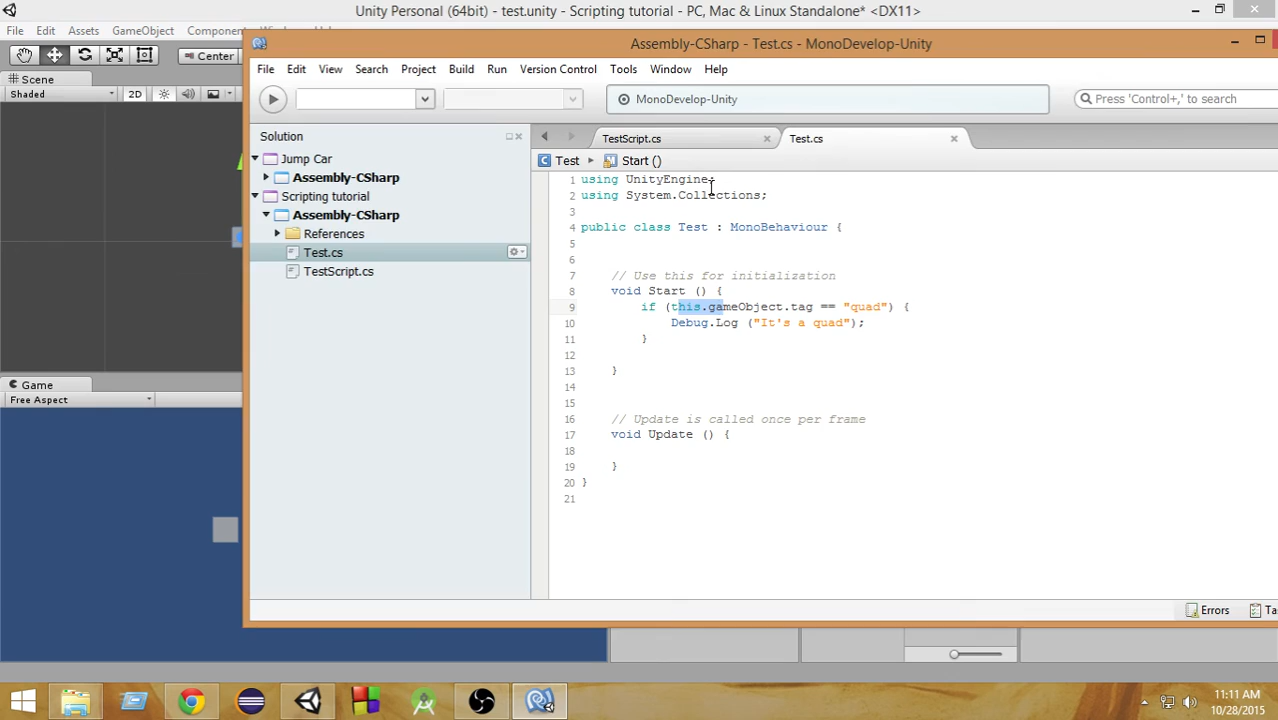 Unity Personal (64bit) - test.unity - Scripting tutorial - PC, Mac & Linux Standalone* <DX11>
File Edit Assets GameObject
Center
Assembly-CSharp - Test.cs - MonoDevelop-Unity
File Edit View Search Project Build Run Version Control Tools Window Help
Scene
Shaded 2D
MonoDevelop-Unity
Press 'Control+,' to search
Solution
TestScript.cs
Test.cs
Jump Car
Assembly-CSharp
Scripting tutorial
Assembly-CSharp
References
Test.cs
TestScript.cs
Test Start ()
1 using UnityEngine;
2 using System.Collections;
3
4 public class Test : MonoBehaviour {
5
6
7 // Use this for initialization
8 void Start () {
9 if (this.gameObject.tag == "quad") {
10 Debug.Log ("It's a quad");
11 }
12
13 }
14
15
16 // Update is called once per frame
17 void Update () {
18
19 }
20 }
21
Game
Free Aspect
Errors
11:11 AM
10/28/2015